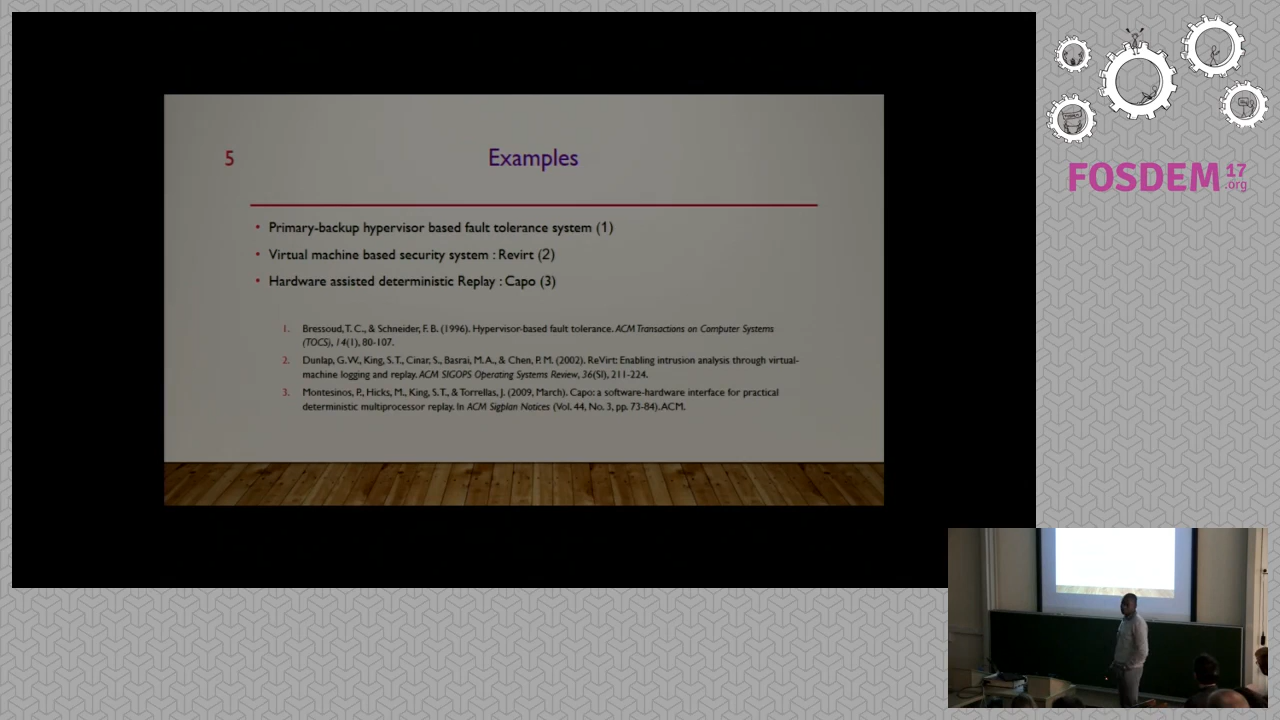 5
Examples
• Primary-backup hypervisor based fault tolerance system (1)
• Virtual machine based security system : Revirt (2)
• Hardware assisted deterministic Replay : Capo (3)
1. Bressoud, T. C., & Schneider, F. B. (1996). Hypervisor-based fault tolerance. ACM Transactions on Computer Systems
(TOCS), 14(1), 80-107.
2. Dunlap, G. W., King, S. T., Cinar, S., Basrai, M. A., & Chen, P. M. (2002). ReVirt: Enabling intrusion analysis through virtual-
machine logging and replay. ACM SIGOPS Operating Systems Review, 36(SI), 211-224.
3. Montesinos, P., Hicks, M., King, S. T., & Torrellas, J. (2009, March). Capo: a software-hardware interface for practical
deterministic multiprocessor replay. In ACM Sigplan Notices (Vol. 44, No. 3, pp. 73-84). ACM.
FOSDEM 17
.org